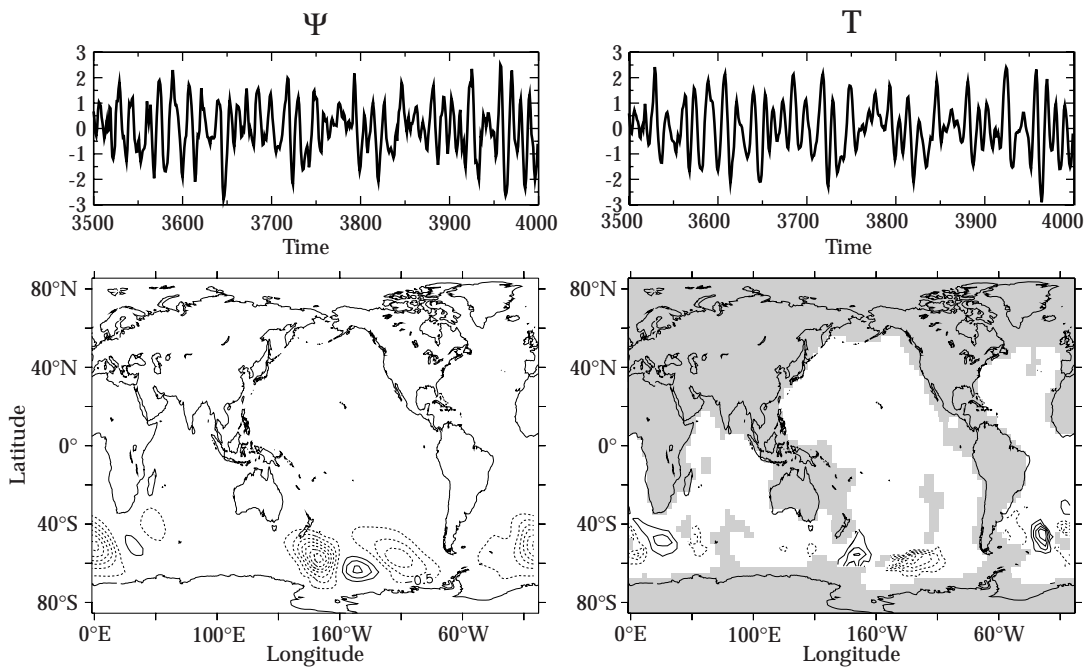 Ψ T
3 3
2 2
1 1
0 0
-1 -1
-2 -2
-3 -3
3500 3600 3700 3800 3900 4000 3500 3600 3700 3800 3900 4000
Time Time
80°N 80°N
40°N 40°N
0° 0°
Latitude
40°S 40°S
-0.5
80°S 80°S
0°E 100°E 160°W 60°W 0°E 100°E 160°W 60°W
Longitude Longitude